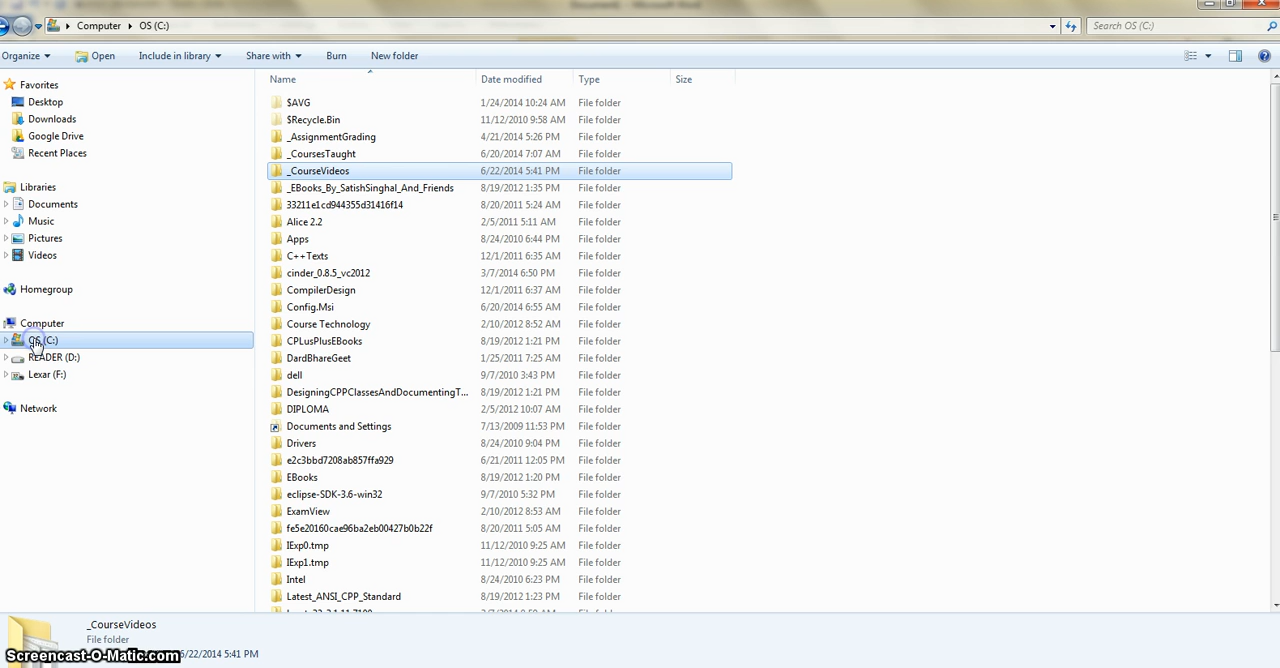 Computer ▸ OS (C:)
Search OS (C:)
Organize Open Include in library Share with Burn New folder
Favorites
Desktop
Downloads
Google Drive
Recent Places
Libraries
Documents
Music
Pictures
Videos
Homegroup
Computer
OS (C:)
READER (D:)
Lexar (F:)
Network
Name Date modified Type Size
$AVG 1/24/2014 10:24 AM File folder
$Recycle.Bin 11/12/2010 9:58 AM File folder
_AssignmentGrading 4/21/2014 5:26 PM File folder
_CoursesTaught 6/20/2014 7:07 AM File folder
_CourseVideos 6/22/2014 5:41 PM File folder
_EBooks_By_SatishSinghal_And_Friends 8/19/2012 1:35 PM File folder
33211e1cd944355d31416f14 8/20/2011 5:24 AM File folder
Alice 2.2 2/5/2011 5:11 AM File folder
Apps 8/24/2010 6:44 PM File folder
C++Texts 12/1/2011 6:35 AM File folder
cinder_0.8.5_vc2012 3/7/2014 6:50 PM File folder
CompilerDesign 12/1/2011 6:37 AM File folder
Config.Msi 6/20/2014 6:55 AM File folder
Course Technology 2/10/2012 8:52 AM File folder
CPLusPlusEBooks 8/19/2012 1:21 PM File folder
DardBhareGeet 1/25/2011 7:25 AM File folder
dell 9/7/2010 3:43 PM File folder
DesigningCPPClassesAndDocumentingT... 8/19/2012 1:21 PM File folder
DIPLOMA 2/5/2012 10:07 AM File folder
Documents and Settings 7/13/2009 11:53 PM File folder
Drivers 8/24/2010 9:04 PM File folder
e2c3bbd7208ab857ffa929 6/21/2011 12:05 PM File folder
EBooks 8/19/2012 1:20 PM File folder
eclipse-SDK-3.6-win32 9/7/2010 5:32 PM File folder
ExamView 2/10/2012 8:53 AM File folder
fe5e20160cae96ba2eb00427b0b22f 8/20/2011 5:05 AM File folder
IExp0.tmp 11/12/2010 9:25 AM File folder
IExp1.tmp 11/12/2010 9:25 AM File folder
Intel 8/24/2010 6:23 PM File folder
Latest_ANSI_CPP_Standard 8/19/2012 1:23 PM File folder
_CourseVideos
File folder
6/22/2014 5:41 PM
Screencast-O-Matic.com